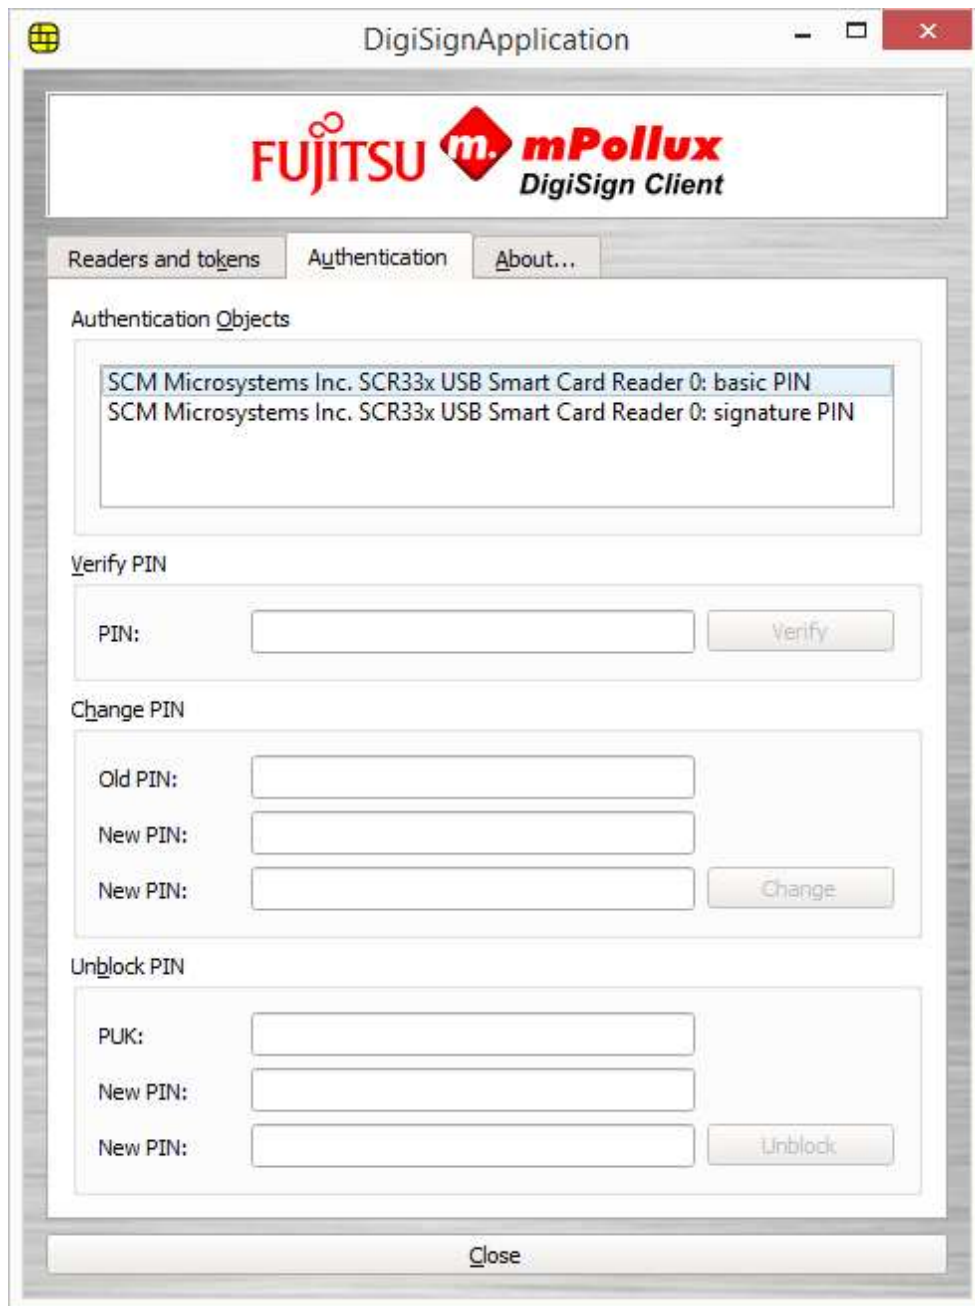 DigiSignApplication
FUJITSU m. mPollux
DigiSign Client
Readers and tokens Authentication About...
Authentication Objects
SCM Microsystems Inc. SCR33x USB Smart Card Reader 0: basic PIN
SCM Microsystems Inc. SCR33x USB Smart Card Reader 0: signature PIN
Verify PIN
PIN: Verify
Change PIN
Old PIN:
New PIN:
New PIN: Change
Unblock PIN
PUK:
New PIN:
New PIN: Unblock
Close